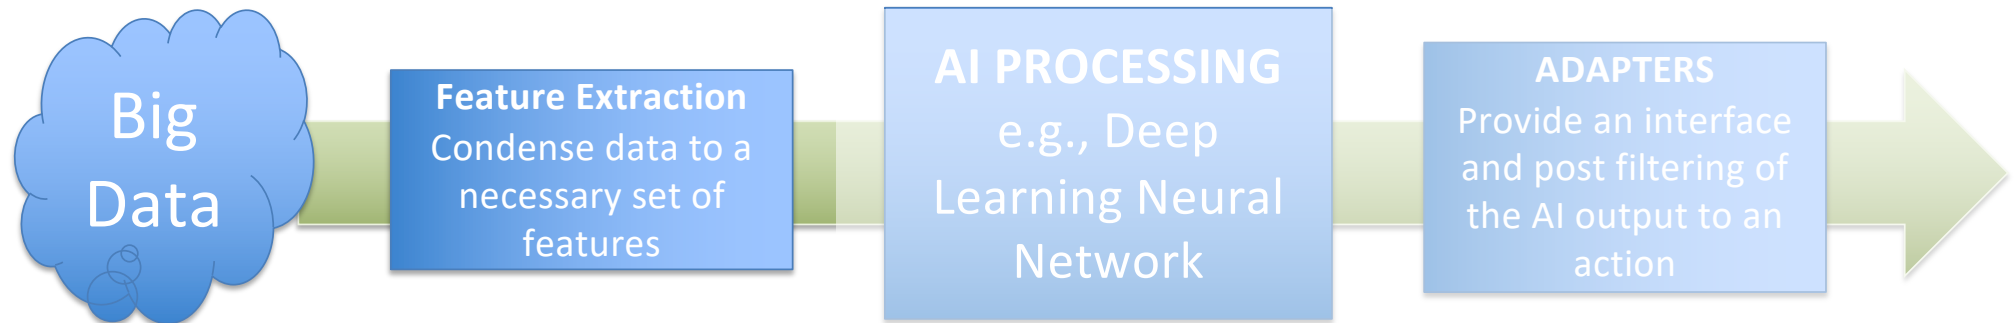 Big
Data
Feature Extraction
Condense data to a
necessary set of
features
AI PROCESSING
e.g., Deep
Learning Neural
Network
ADAPTERS
Provide an interface
and post filtering of
the AI output to an
action